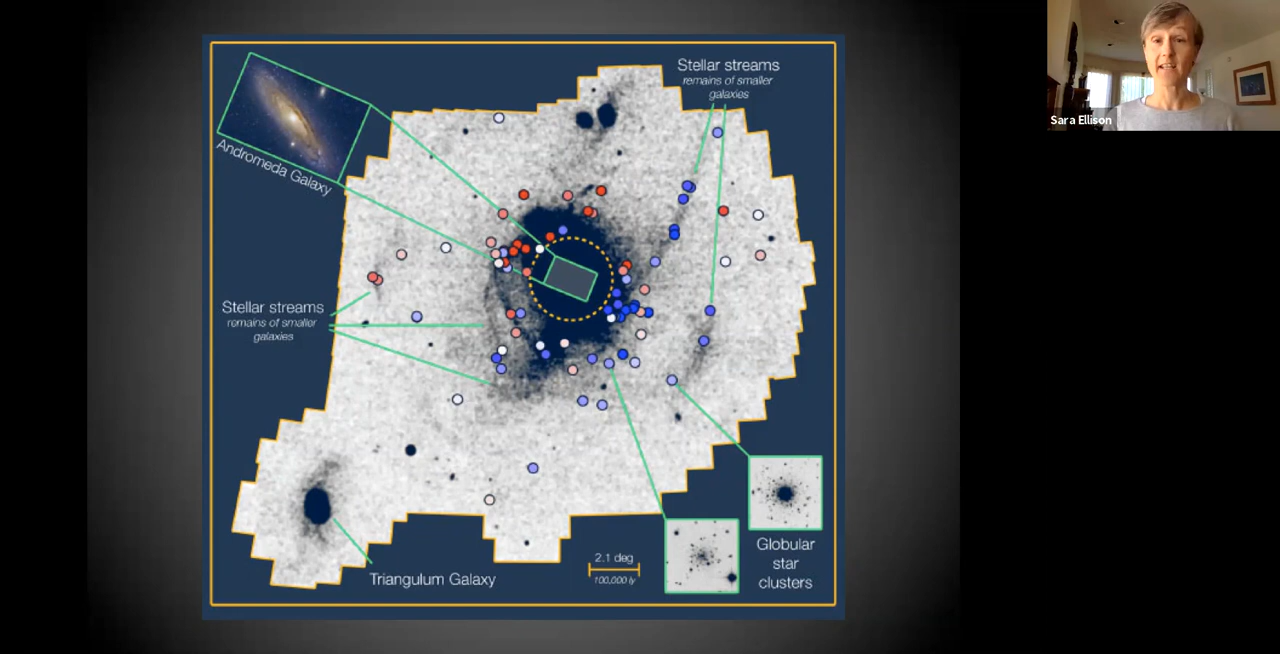 Stellar streams
remains of smaller
galaxies
Sara Ellison
Andromeda Galaxy
Stellar streams
remains of smaller
galaxies
2.1 deg
100,000 ly
Globular
star
clusters
Triangulum Galaxy